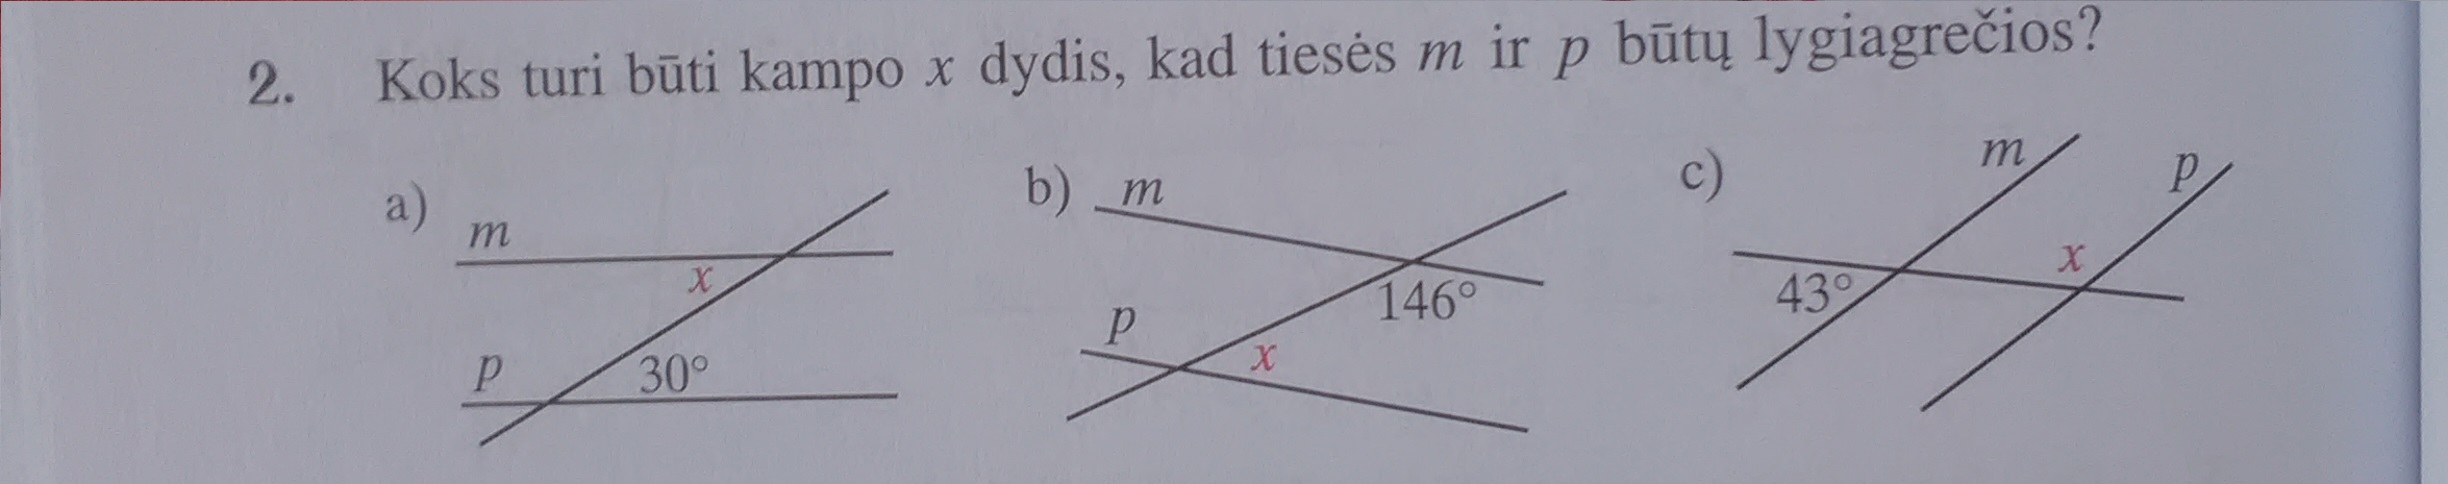 2. Koks turi būti kampo x dydis, kad tiesės m ir p būtų lygiagrečios?
a) m x p 30°
b) m 146° p x
c) m p 43° x